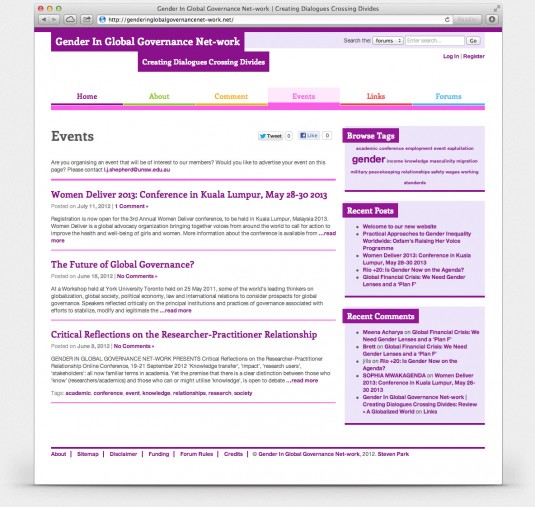 Gender In Global Governance Net-work | Creating Dialogues Crossing Divides
http://genderinglobalgovernancenet-work.net/
Reader
Gender In Global Governance Net-work
Search the: forums Enter search... Go
Creating Dialogues Crossing Divides
Log In | Register
Home About Comment Events Links Forums
Events
Tweet 0 Like 0
Are you organising an event that will be of interest to our members? Would you like to advertise your event on
this page? Please contact l.j.shepherd@unsw.edu.au
Women Deliver 2013: Conference in Kuala Lumpur, May 28-30 2013
Posted on July 11, 2012 | 1 Comment »
Registration is now open for the 3rd Annual Women Deliver conference, to be held in Kuala Lumpur, Malaysia 2013.
Women Deliver is a global advocacy organization bringing together voices from around the world to call for action to
improve the health and well-being of girls and women. More information about the conference is available from ...read
more
The Future of Global Governance?
Posted on June 18, 2012 | No Comments »
At a Workshop held at York University Toronto held on 25 May 2011, some of the world's leading thinkers on
globalization, global society, political economy, law and international relations to consider prospects for global
governance. Speakers reflected critically on the principal institutions and practices of governance associated with
efforts to stabilize, modify and legitimate the ...read more
Critical Reflections on the Researcher-Practitioner Relationship
Posted on June 8, 2012 | No Comments »
GENDER IN GLOBAL GOVERNANCE NET-WORK PRESENTS Critical Reflections on the Researcher-Practitioner
Relationship Online Conference, 19-21 September 2012 'Knowledge transfer', 'impact', 'research users',
'stakeholder': all now familiar terms in academia. Yet the premise that there is a clear distinction between those who
'know' (researchers/academics) and those who can or might utilise 'knowledge', is open to debate ...read more
Tags: academic, conference, event, knowledge, relationships, research, society
Browse Tags
academic conference employment event exploitation
gender income knowledge masculinity migration
military peacekeeping relationships safety wages working
standards
Recent Posts
Welcome to our new website
Practical Approaches to Gender Inequality
Worldwide: Oxfam's Raising Her Voice
Programme
Women Deliver 2013: Conference in Kuala
Lumpur, May 28-30 2013
Rio +20: Is Gender Now on the Agenda?
Global Financial Crisis: We Need Gender
Lenses and a "Plan F"
Recent Comments
Meena Acharya on Global Financial Crisis: We
Need Gender Lenses and a "Plan F"
Brett on Global Financial Crisis: We Need
Gender Lenses and a "Plan F"
jila on Rio +20: Is Gender Now on the
Agenda?
SOPHIA MWAKAGENDA on Women
Deliver 2013: Conference in Kuala Lumpur, May 28-
30 2013
Gender In Global Governance Net-work |
Creating Dialogues Crossing Divides: Review
« A Globalized World on Links
About | Sitemap | Disclaimer | Funding | Forum Rules | Credits | © Gender In Global Governance Net-work, 2012. Steven Park